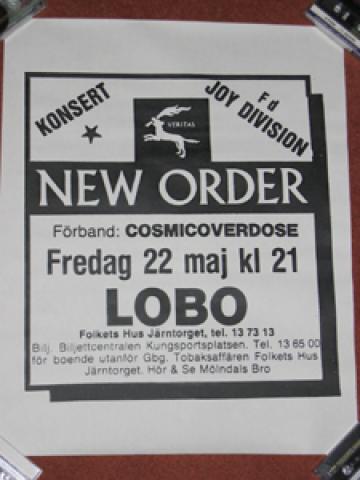 KONSERT
Fd
JOY DIVISION
VERITAS
NEW ORDER
Förband: COSMICOVERDOSE
Fredag 22 maj kl 21
LOBO
Folkets Hus Järntorget, tel. 13 73 13
Bilj. Biljettcentralen Kungsportsplatsen. Tel. 13 65 00
för boende utanför Gbg. Tobaksaffären Folkets Hus
Järntorget. Hör & Se Mölndals Bro